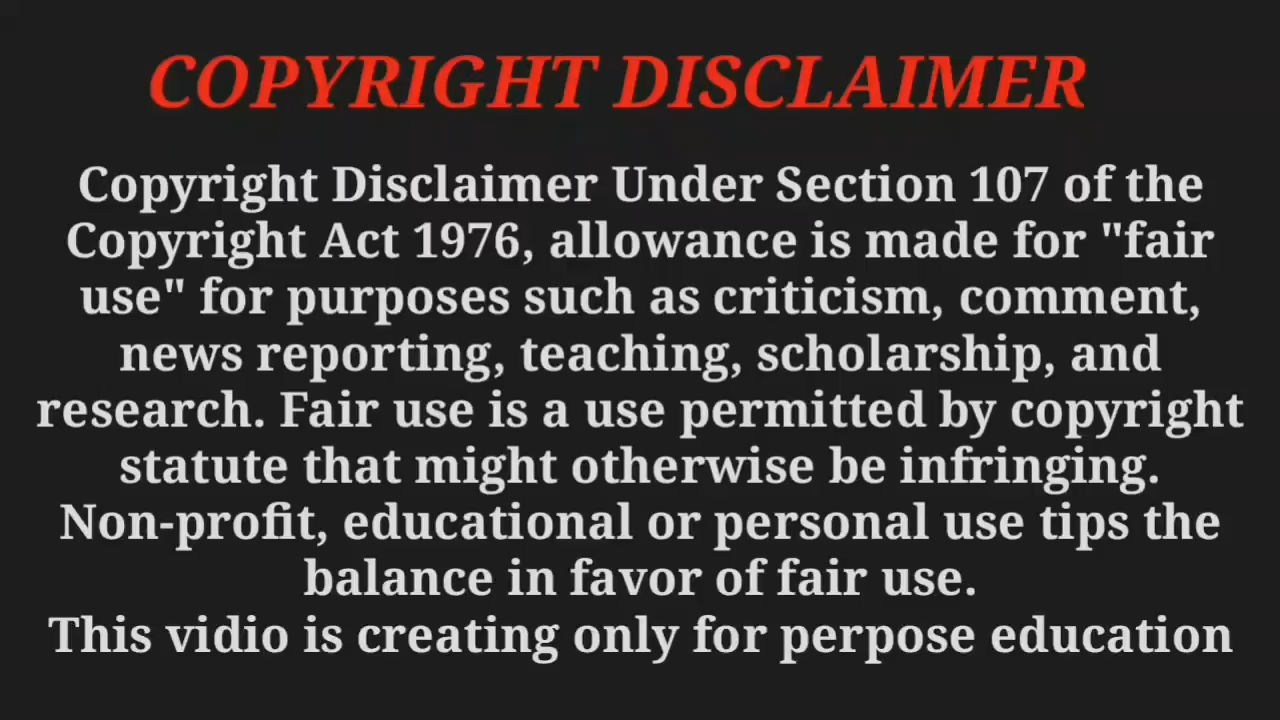 COPYRIGHT DISCLAIMER
Copyright Disclaimer Under Section 107 of the
Copyright Act 1976, allowance is made for "fair
use" for purposes such as criticism, comment,
news reporting, teaching, scholarship, and
research. Fair use is a use permitted by copyright
statute that might otherwise be infringing.
Non-profit, educational or personal use tips the
balance in favor of fair use.
This vidio is creating only for perpose education